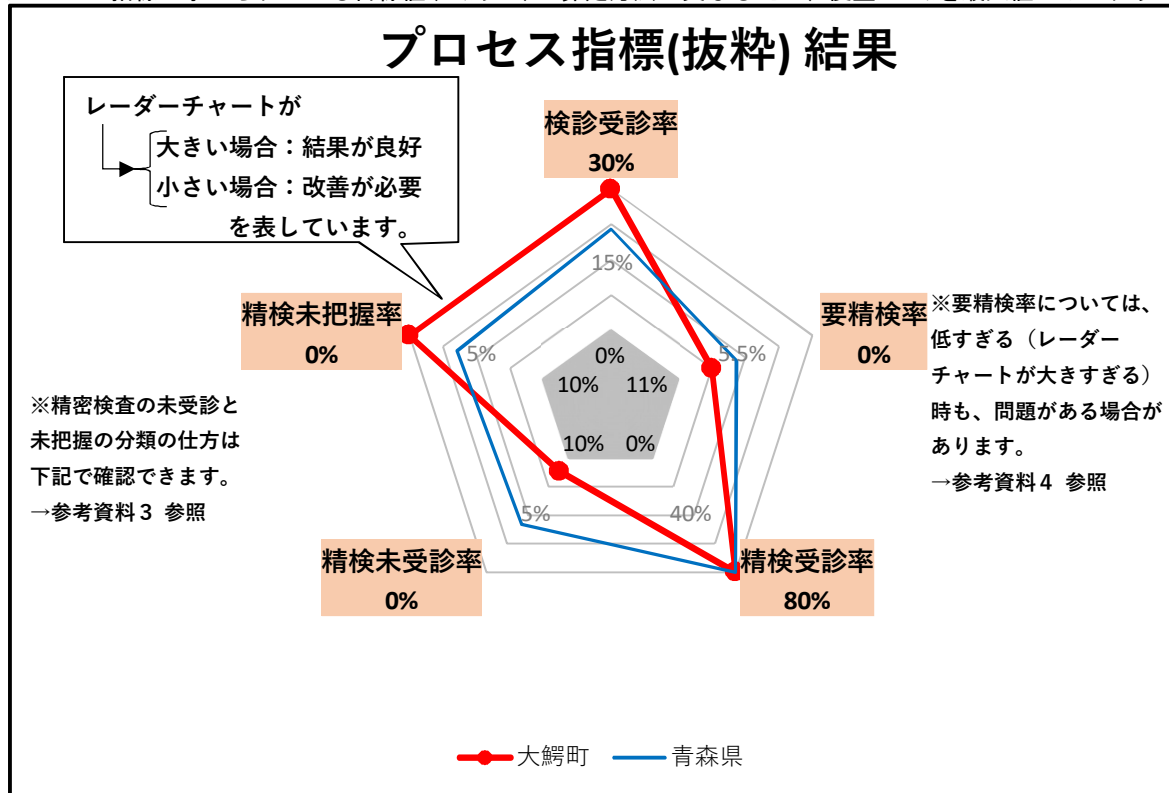 プロセス指標(抜粋) 結果
レーダーチャートが
大きい場合：結果が良好
小さい場合：改善が必要
を表しています。
検診受診率
30%
15%
精検未把握率
0%
5%
5.5%
要精検率
0%
※要精検率については、
低すぎる（レーダー
チャートが大きすぎる）
時も、問題がある場合が
あります。
→参考資料４ 参照
0%
10%
11%
10%
0%
※精密検査の未受診と
未把握の分類の仕方は
下記で確認できます。
→参考資料３ 参照
5%
40%
精検未受診率
0%
精検受診率
80%
大鰐町
青森県